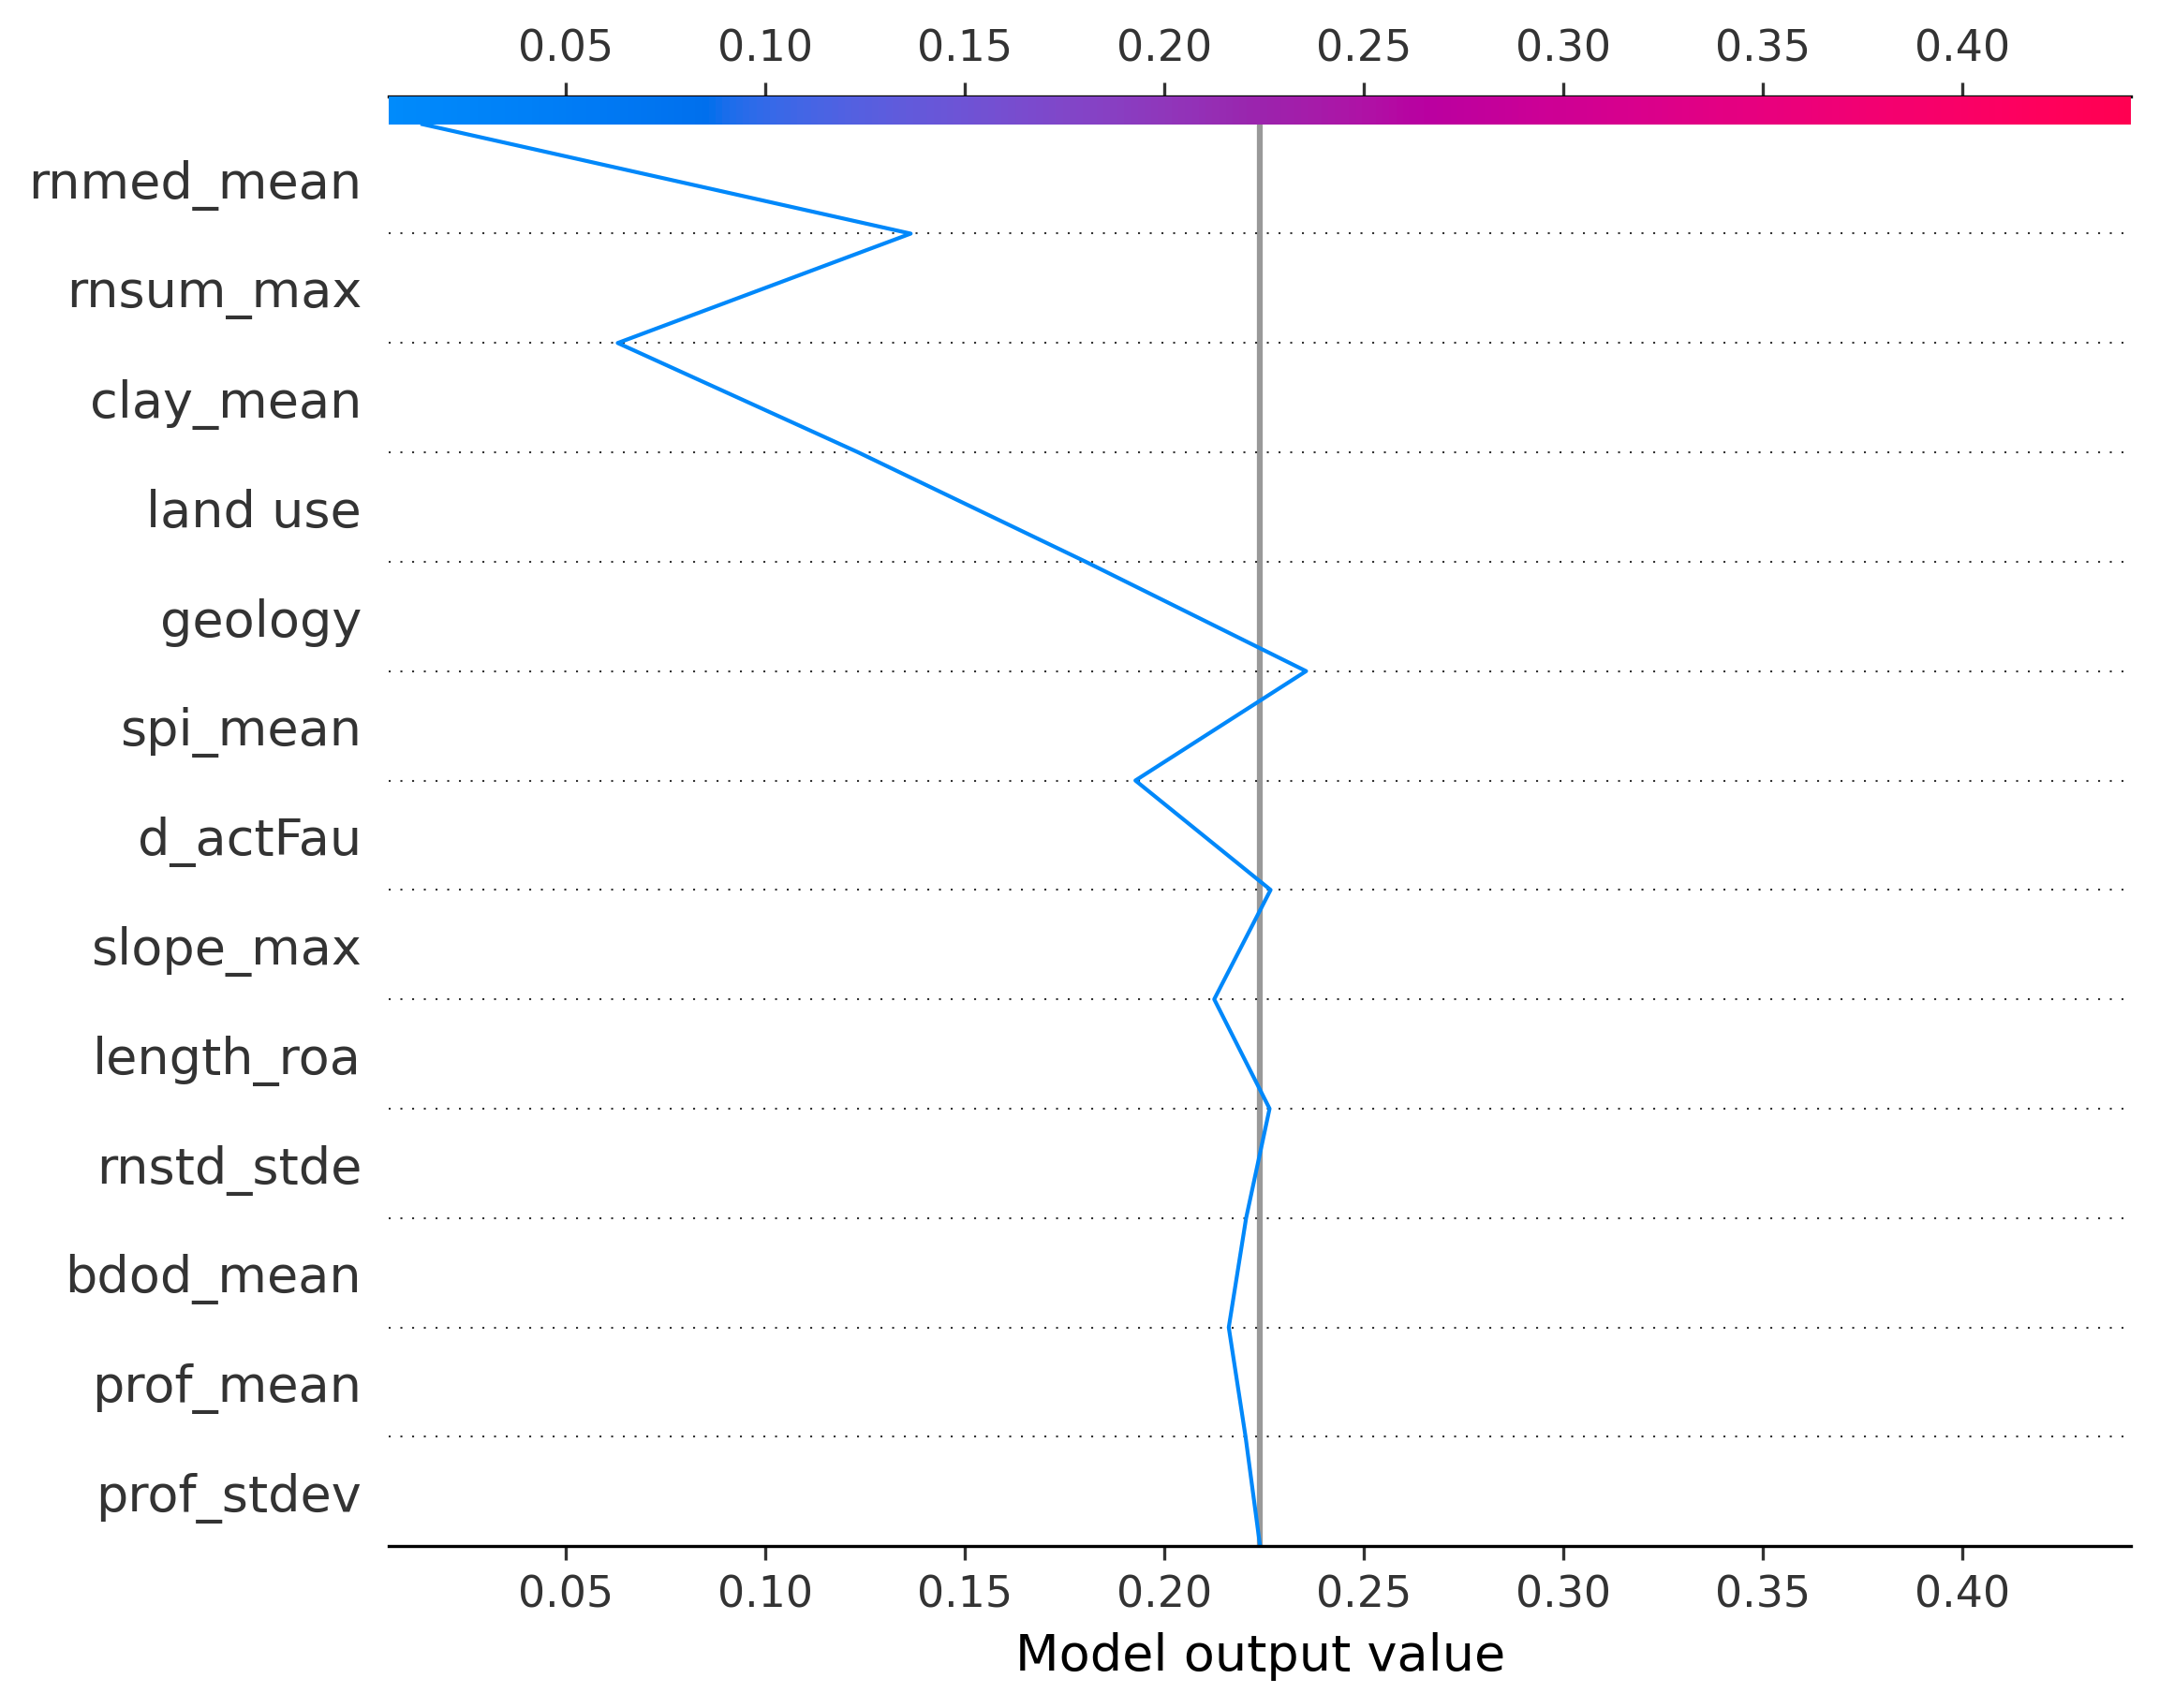 0.05 0.10 0.15 0.20 0.25 0.30 0.35 0.40
rnmed_mean
rnsum_max
clay_mean
land use
geology
spi_mean
d_actFau
slope_max
length_roa
rnstd_stde
bdod_mean
prof_mean
prof_stdev
0.05 0.10 0.15 0.20 0.25 0.30 0.35 0.40
Model output value